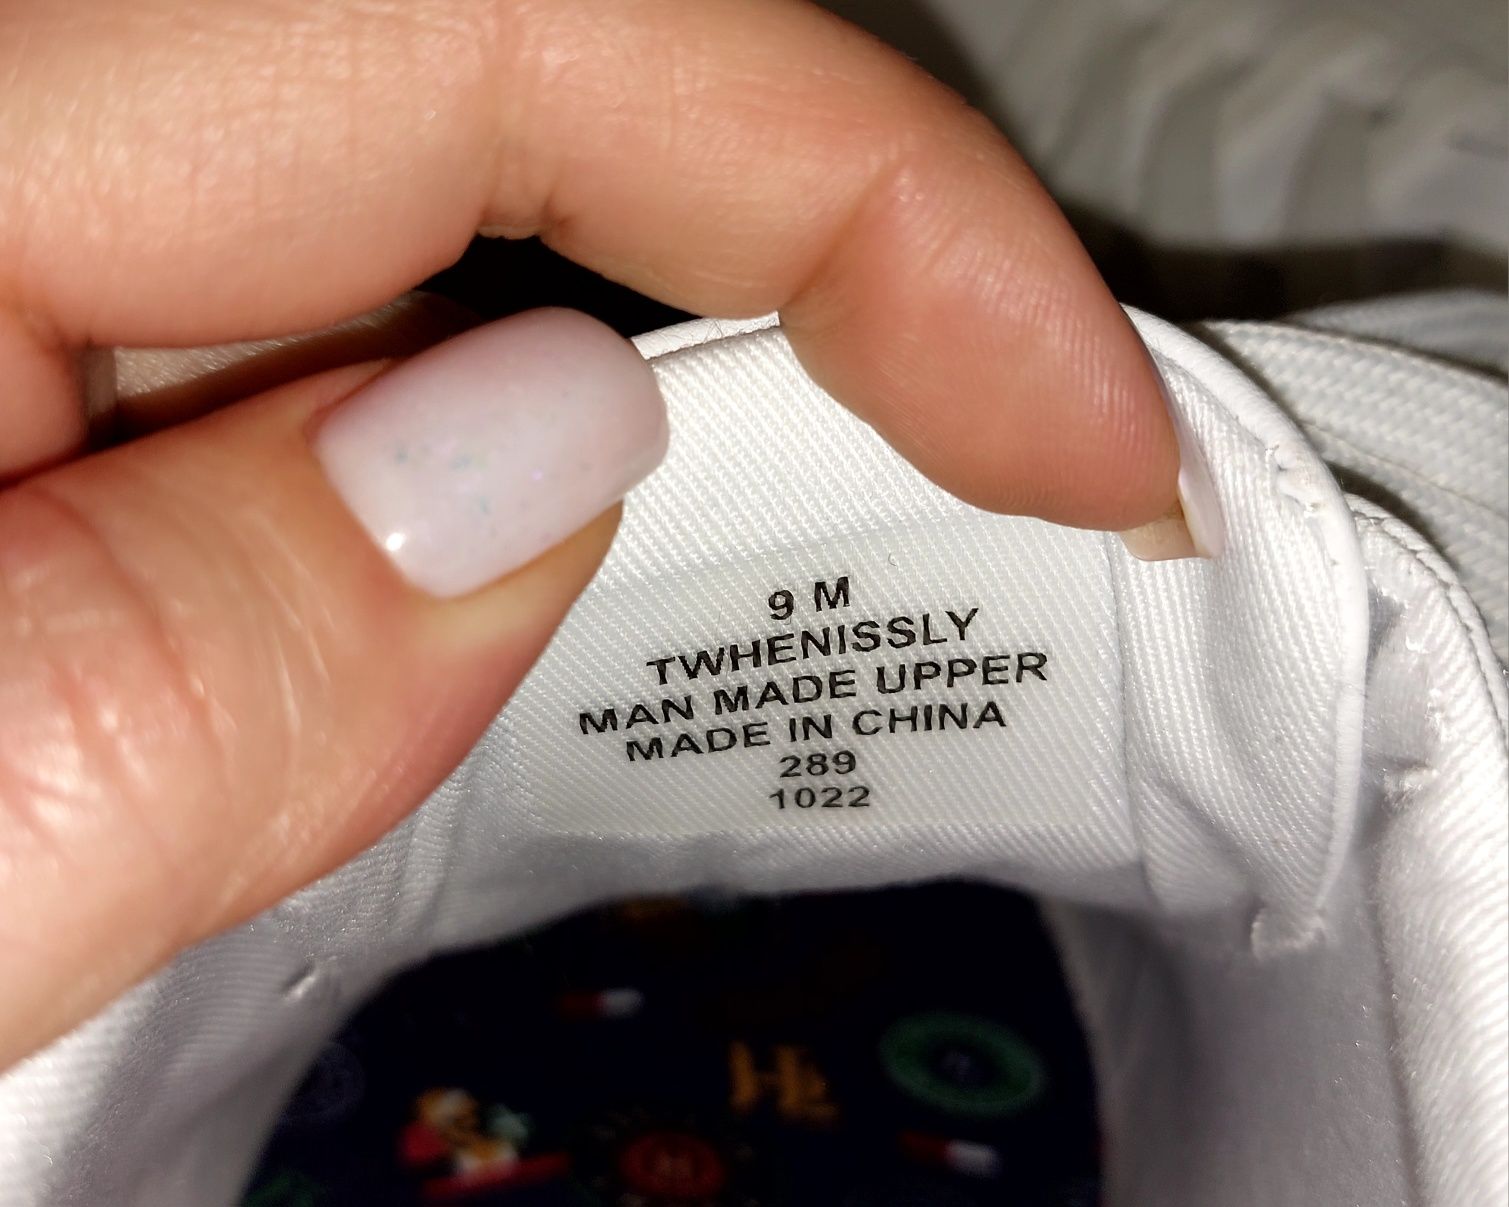 9 M
TWHENISSLY
MAN MADE UPPER
MADE IN CHINA
289
1022